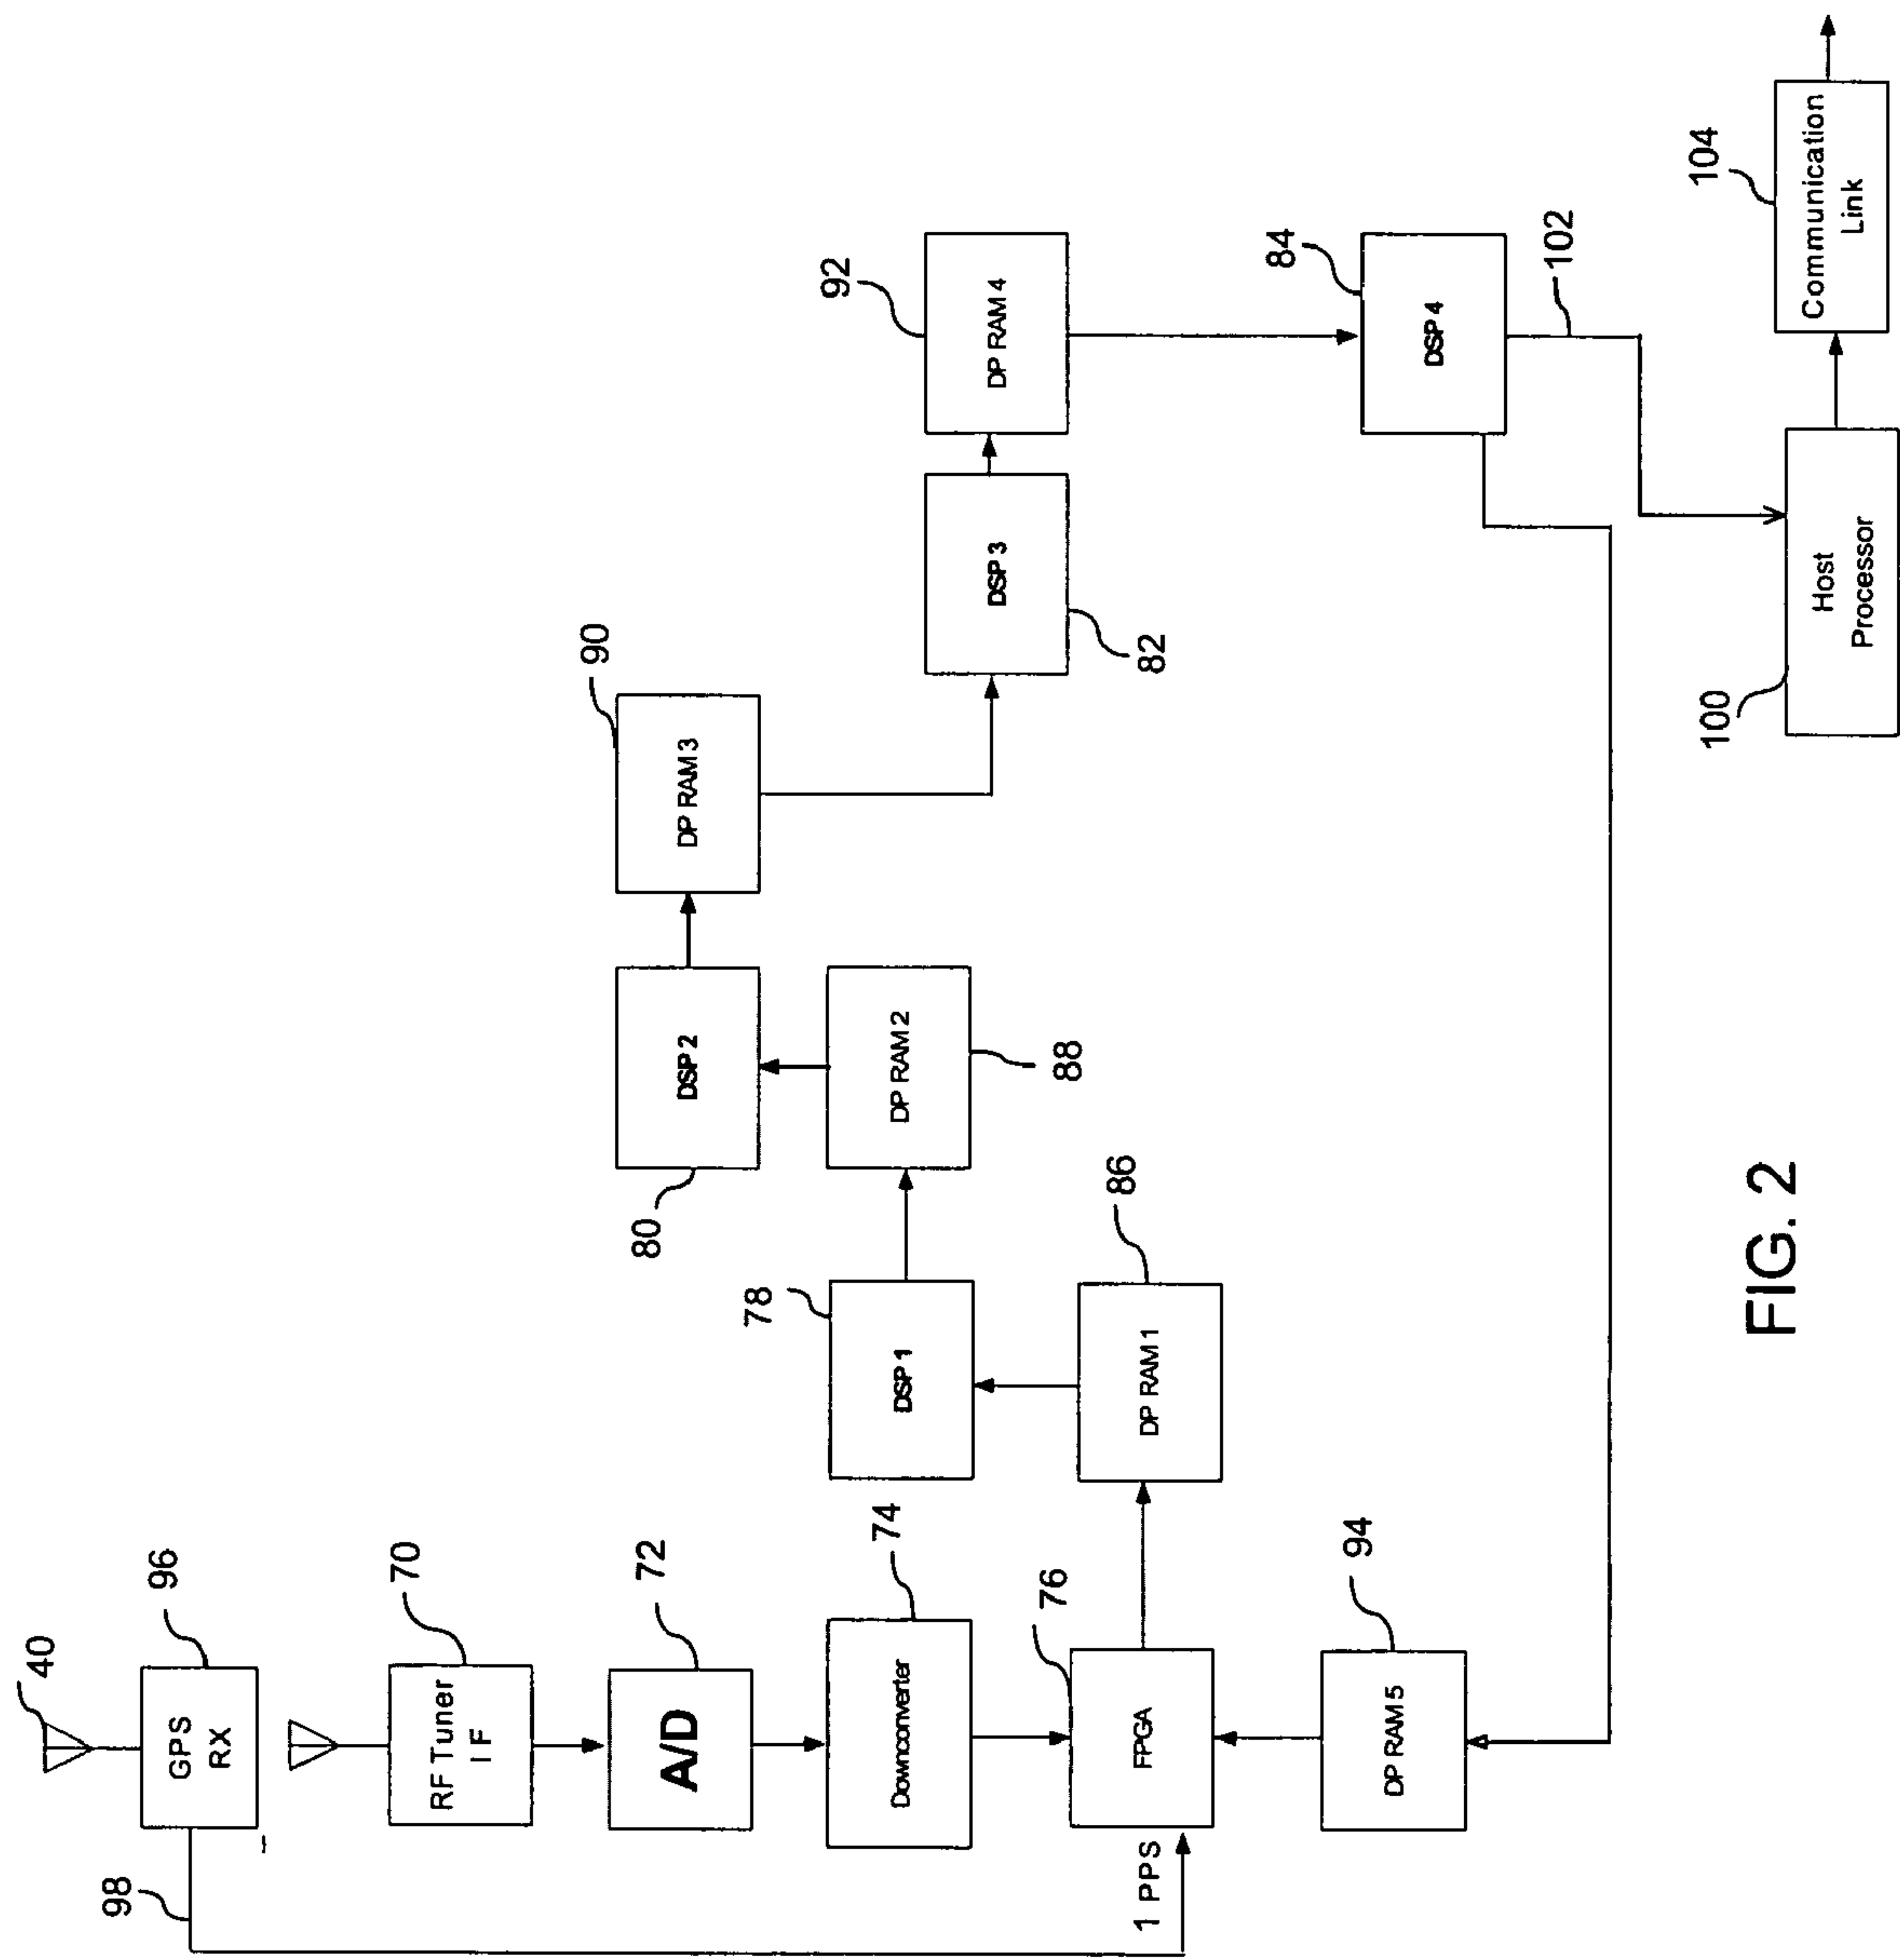 40
GPS
RX
96
98
RF Tuner
IF
70
A/D
72
Downconverter
74
1 PPS
FPGA
76
DP RAM 5
94
DP RAM 1
86
DSP 1
78
DP RAM 2
88
DSP 2
80
DP RAM 3
90
DSP 3
82
DP RAM 4
92
DSP 4
84
102
Host
Processor
100
Communication
Link
104
FIG. 2